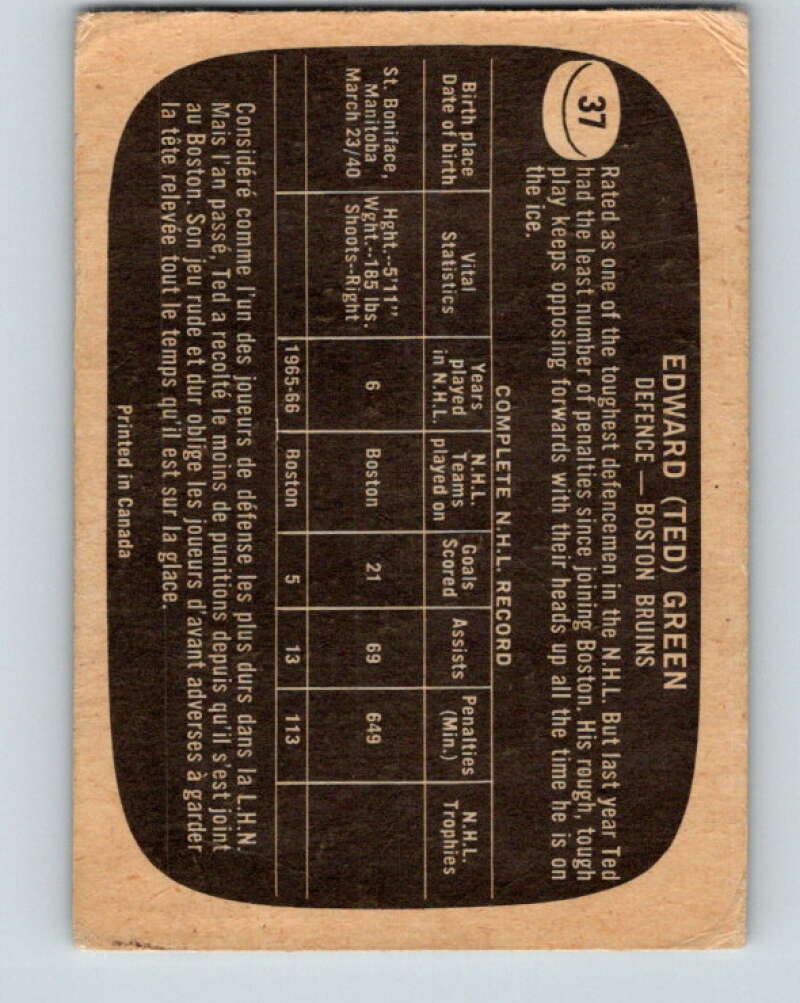 EDWARD (TED) GREEN
DEFENCE — BOSTON BRUINS
37
Rated as one of the toughest defencemen in the N.H.L. But last year Ted
had the least number of penalties since joining Boston. His rough, tough
play keeps opposing forwards with their heads up all the time he is on
the ice.
COMPLETE N.H.L. RECORD
Birth place
Date of birth
Vital
Statistics
Years
played
in N.H.L.
N.H.L.
Teams
played on
Goals
Scored
Assists
Penalties
(Min.)
N.H.L.
Trophies
St. Boniface,
Manitoba
March 23/40
Hght.--5'11"
Wght.--185 lbs.
Shoots--Right
6
Boston
21
69
649
1965-66
Boston
5
13
113
Considéré comme l'un des joueurs de défense les plus durs dans la L.H.N.
Mais l'an passé, Ted a recolté le moins de punitions depuis qu'il s'est joint
au Boston. Son jeu rude et dur oblige les joueurs d'avant adverses à garder
la tête relevée tout le temps qu'il est sur la glace.
Printed in Canada